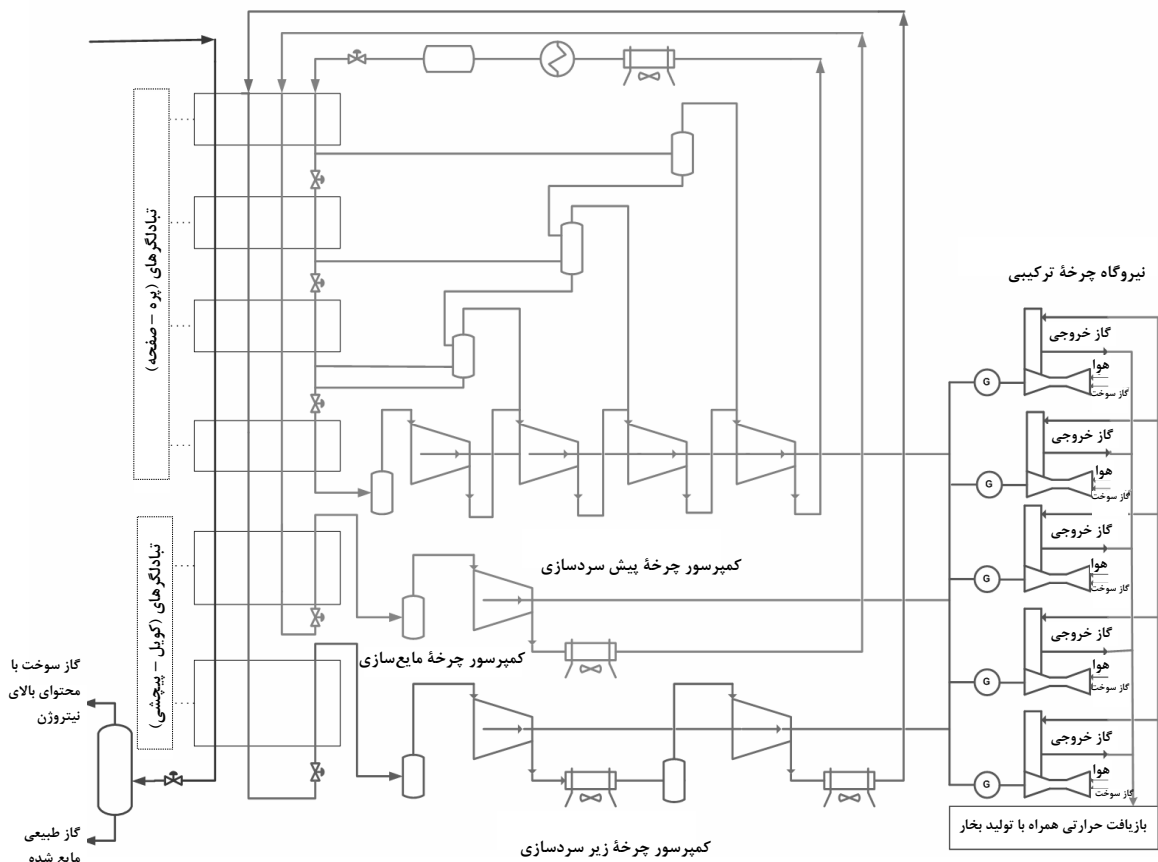 تبادلگرهای (پره – صفحه)
نیروگاه چرخهٔ ترکیبی
گاز خروجی
هوا
گاز سوخت
G
گاز خروجی
هوا
گاز سوخت
G
گاز خروجی
هوا
گاز سوخت
G
گاز خروجی
هوا
گاز سوخت
G
گاز خروجی
هوا
گاز سوخت
G
کمپرسور چرخهٔ پیش سردسازی
تبادلگرهای (کویل – پیچشی)
کمپرسور چرخهٔ مایع‌سازی
گاز سوخت با
محتوای بالای
نیتروژن
بازیافت حرارتی همراه با تولید بخار
گاز طبیعی
مایع شده
کمپرسور چرخهٔ زیر سردسازی